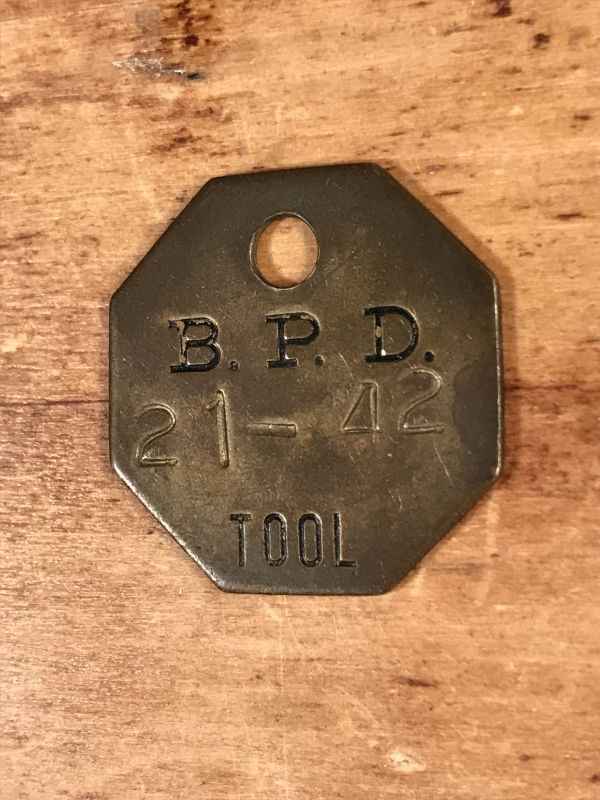 B. P. D.
21-42
TOOL